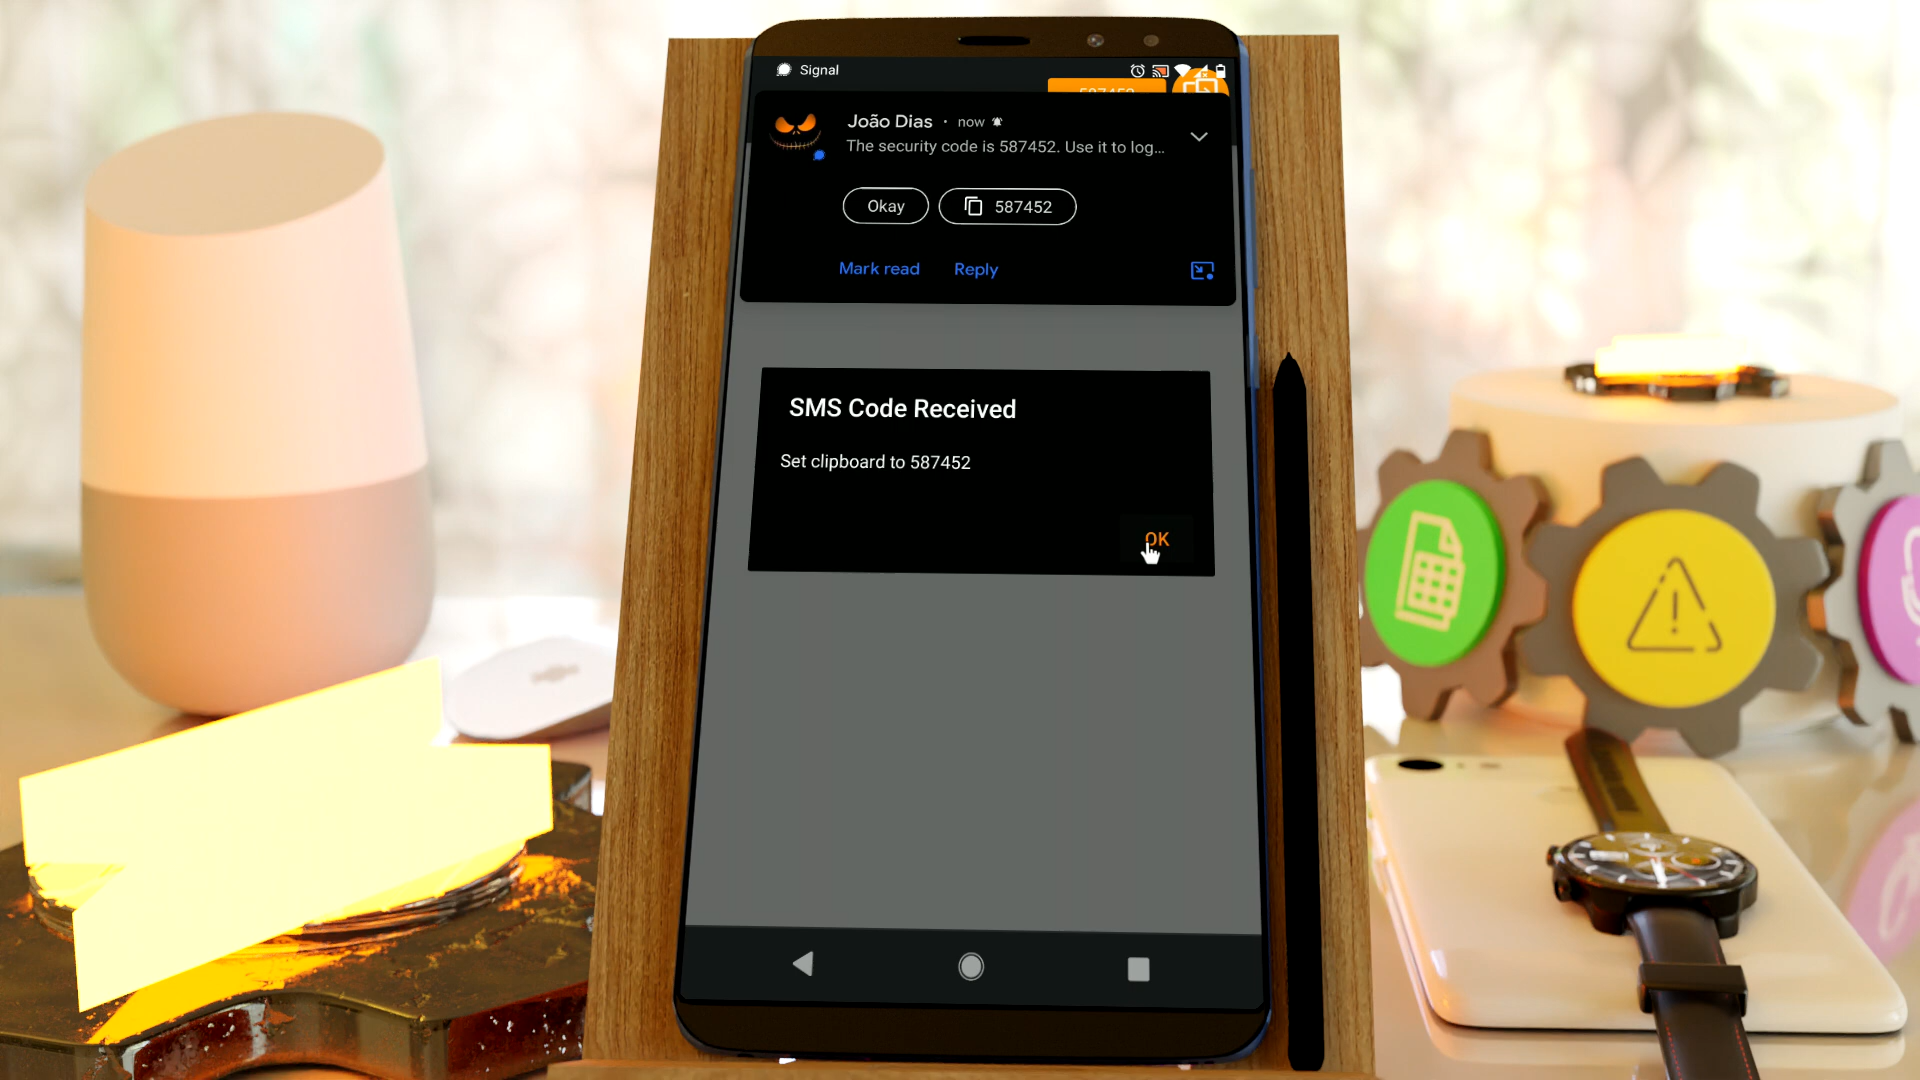 Signal
587452
João Dias · now
The security code is 587452. Use it to log...
Okay
587452
Mark read Reply
SMS Code Received
Set clipboard to 587452
OK